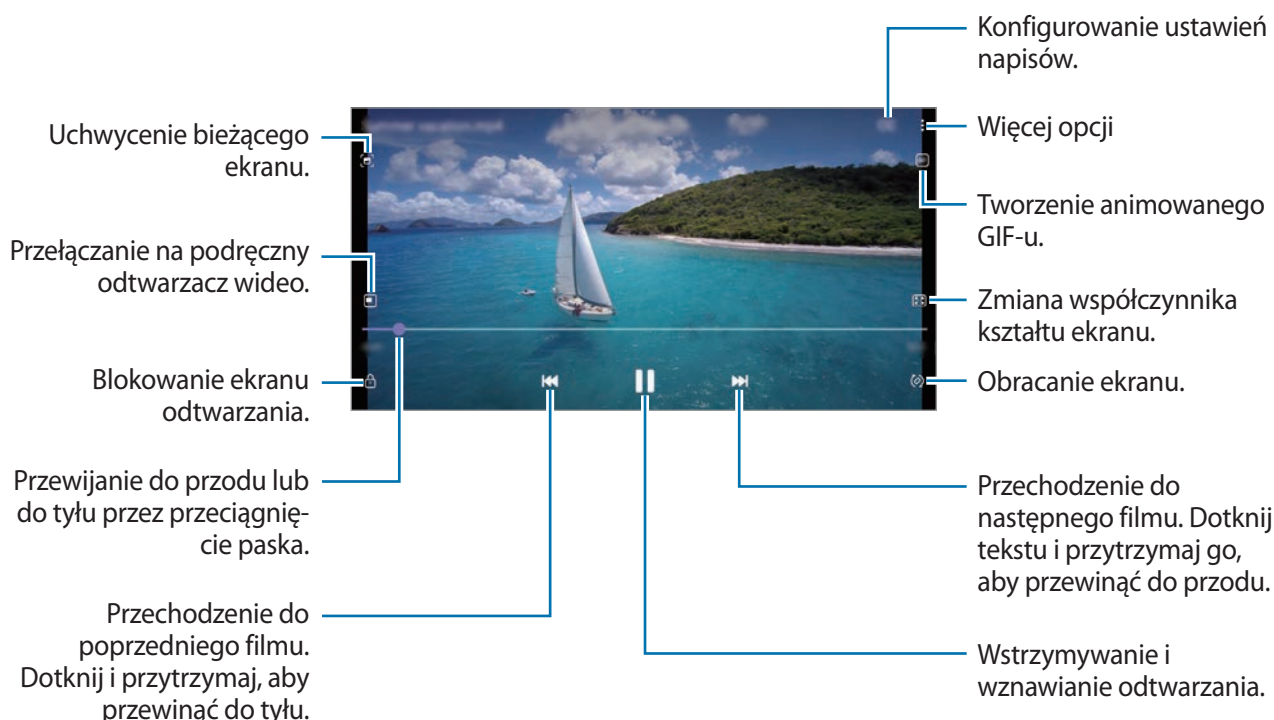 Konfigurowanie ustawień
napisów.
Uchwycenie bieżącego
ekranu.
Więcej opcji
Tworzenie animowanego
GIF-u.
Przełączanie na podręczny
odtwarzacz wideo.
Zmiana współczynnika
kształtu ekranu.
Blokowanie ekranu
odtwarzania.
Obracanie ekranu.
Przewijanie do przodu lub
do tyłu przez przeciągnię-
cie paska.
Przechodzenie do
następnego filmu. Dotknij
tekstu i przytrzymaj go,
aby przewinąć do przodu.
Przechodzenie do
poprzedniego filmu.
Dotknij i przytrzymaj, aby
przewinąć do tyłu.
Wstrzymywanie i
wznawianie odtwarzania.